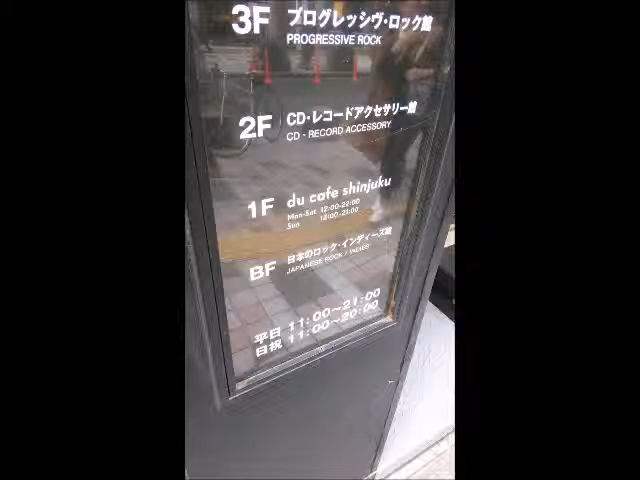 3F プログレッシヴ・ロック館
PROGRESSIVE ROCK
2F CD・レコードアクセサリー館
CD・RECORD ACCESSORY
1F du cafe shinjuku
Mon-Sat 12:00-22:00
Sun 12:00-21:00
BF 日本のロック・インディーズ館
JAPANESE ROCK / INDIES
平日 11:00~21:00
日祝 11:00~20:00